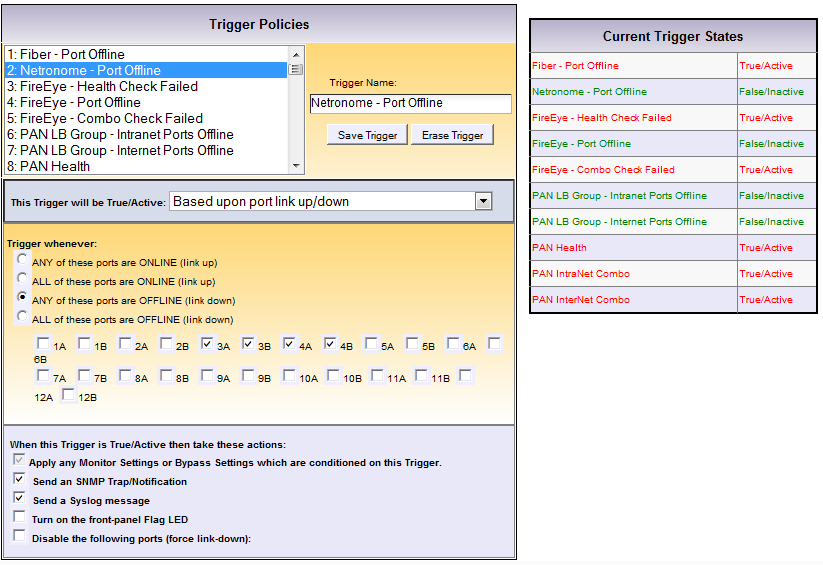 Trigger Policies
1: Fiber - Port Offline
2: Netronome - Port Offline
3: FireEye - Health Check Failed
4: FireEye - Port Offline
5: FireEye - Combo Check Failed
6: PAN LB Group - Intranet Ports Offline
7: PAN LB Group - Internet Ports Offline
8: PAN Health
Trigger Name:
Netronome - Port Offline
Save Trigger Erase Trigger
This Trigger will be True/Active: Based upon port link up/down
Trigger whenever:
ANY of these ports are ONLINE (link up)
ALL of these ports are ONLINE (link up)
ANY of these ports are OFFLINE (link down)
ALL of these ports are OFFLINE (link down)
1A 1B 2A 2B 3A 3B 4A 4B 5A 5B 6A
6B
7A 7B 8A 8B 9A 9B 10A 10B 11A 11B
12A 12B
When this Trigger is True/Active then take these actions:
Apply any Monitor Settings or Bypass Settings which are conditioned on this Trigger.
Send an SNMP Trap/Notification
Send a Syslog message
Turn on the front-panel Flag LED
Disable the following ports (force link-down):
Current Trigger States
Fiber - Port Offline True/Active
Netronome - Port Offline False/Inactive
FireEye - Health Check Failed True/Active
FireEye - Port Offline False/Inactive
FireEye - Combo Check Failed True/Active
PAN LB Group - Intranet Ports Offline False/Inactive
PAN LB Group - Internet Ports Offline False/Inactive
PAN Health True/Active
PAN IntraNet Combo True/Active
PAN InterNet Combo True/Active